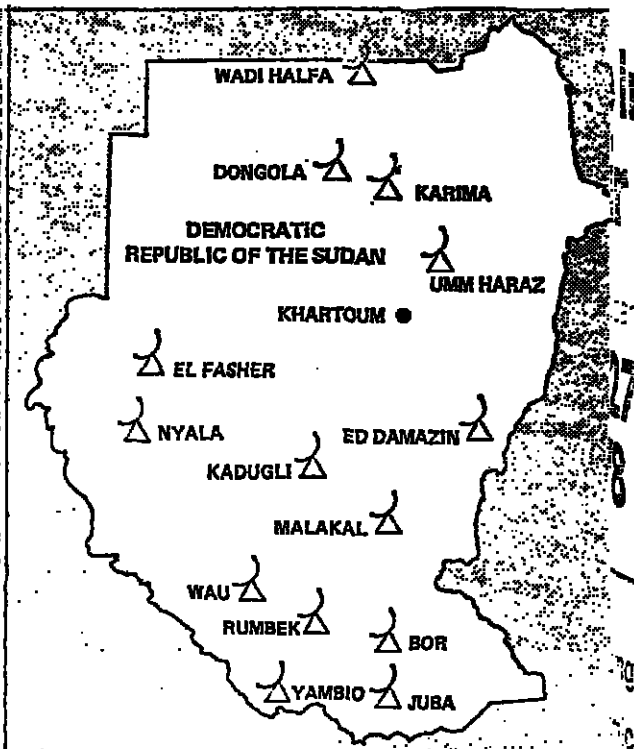 WADI HALFA
DONGOLA
KARIMA
DEMOCRATIC
REPUBLIC OF THE SUDAN
UMM HARAZ
KHARTOUM
EL FASHER
NYALA
ED DAMAZIN
KADUGLI
MALAKAL
WAU
RUMBEK
BOR
YAMBIO
JUBA